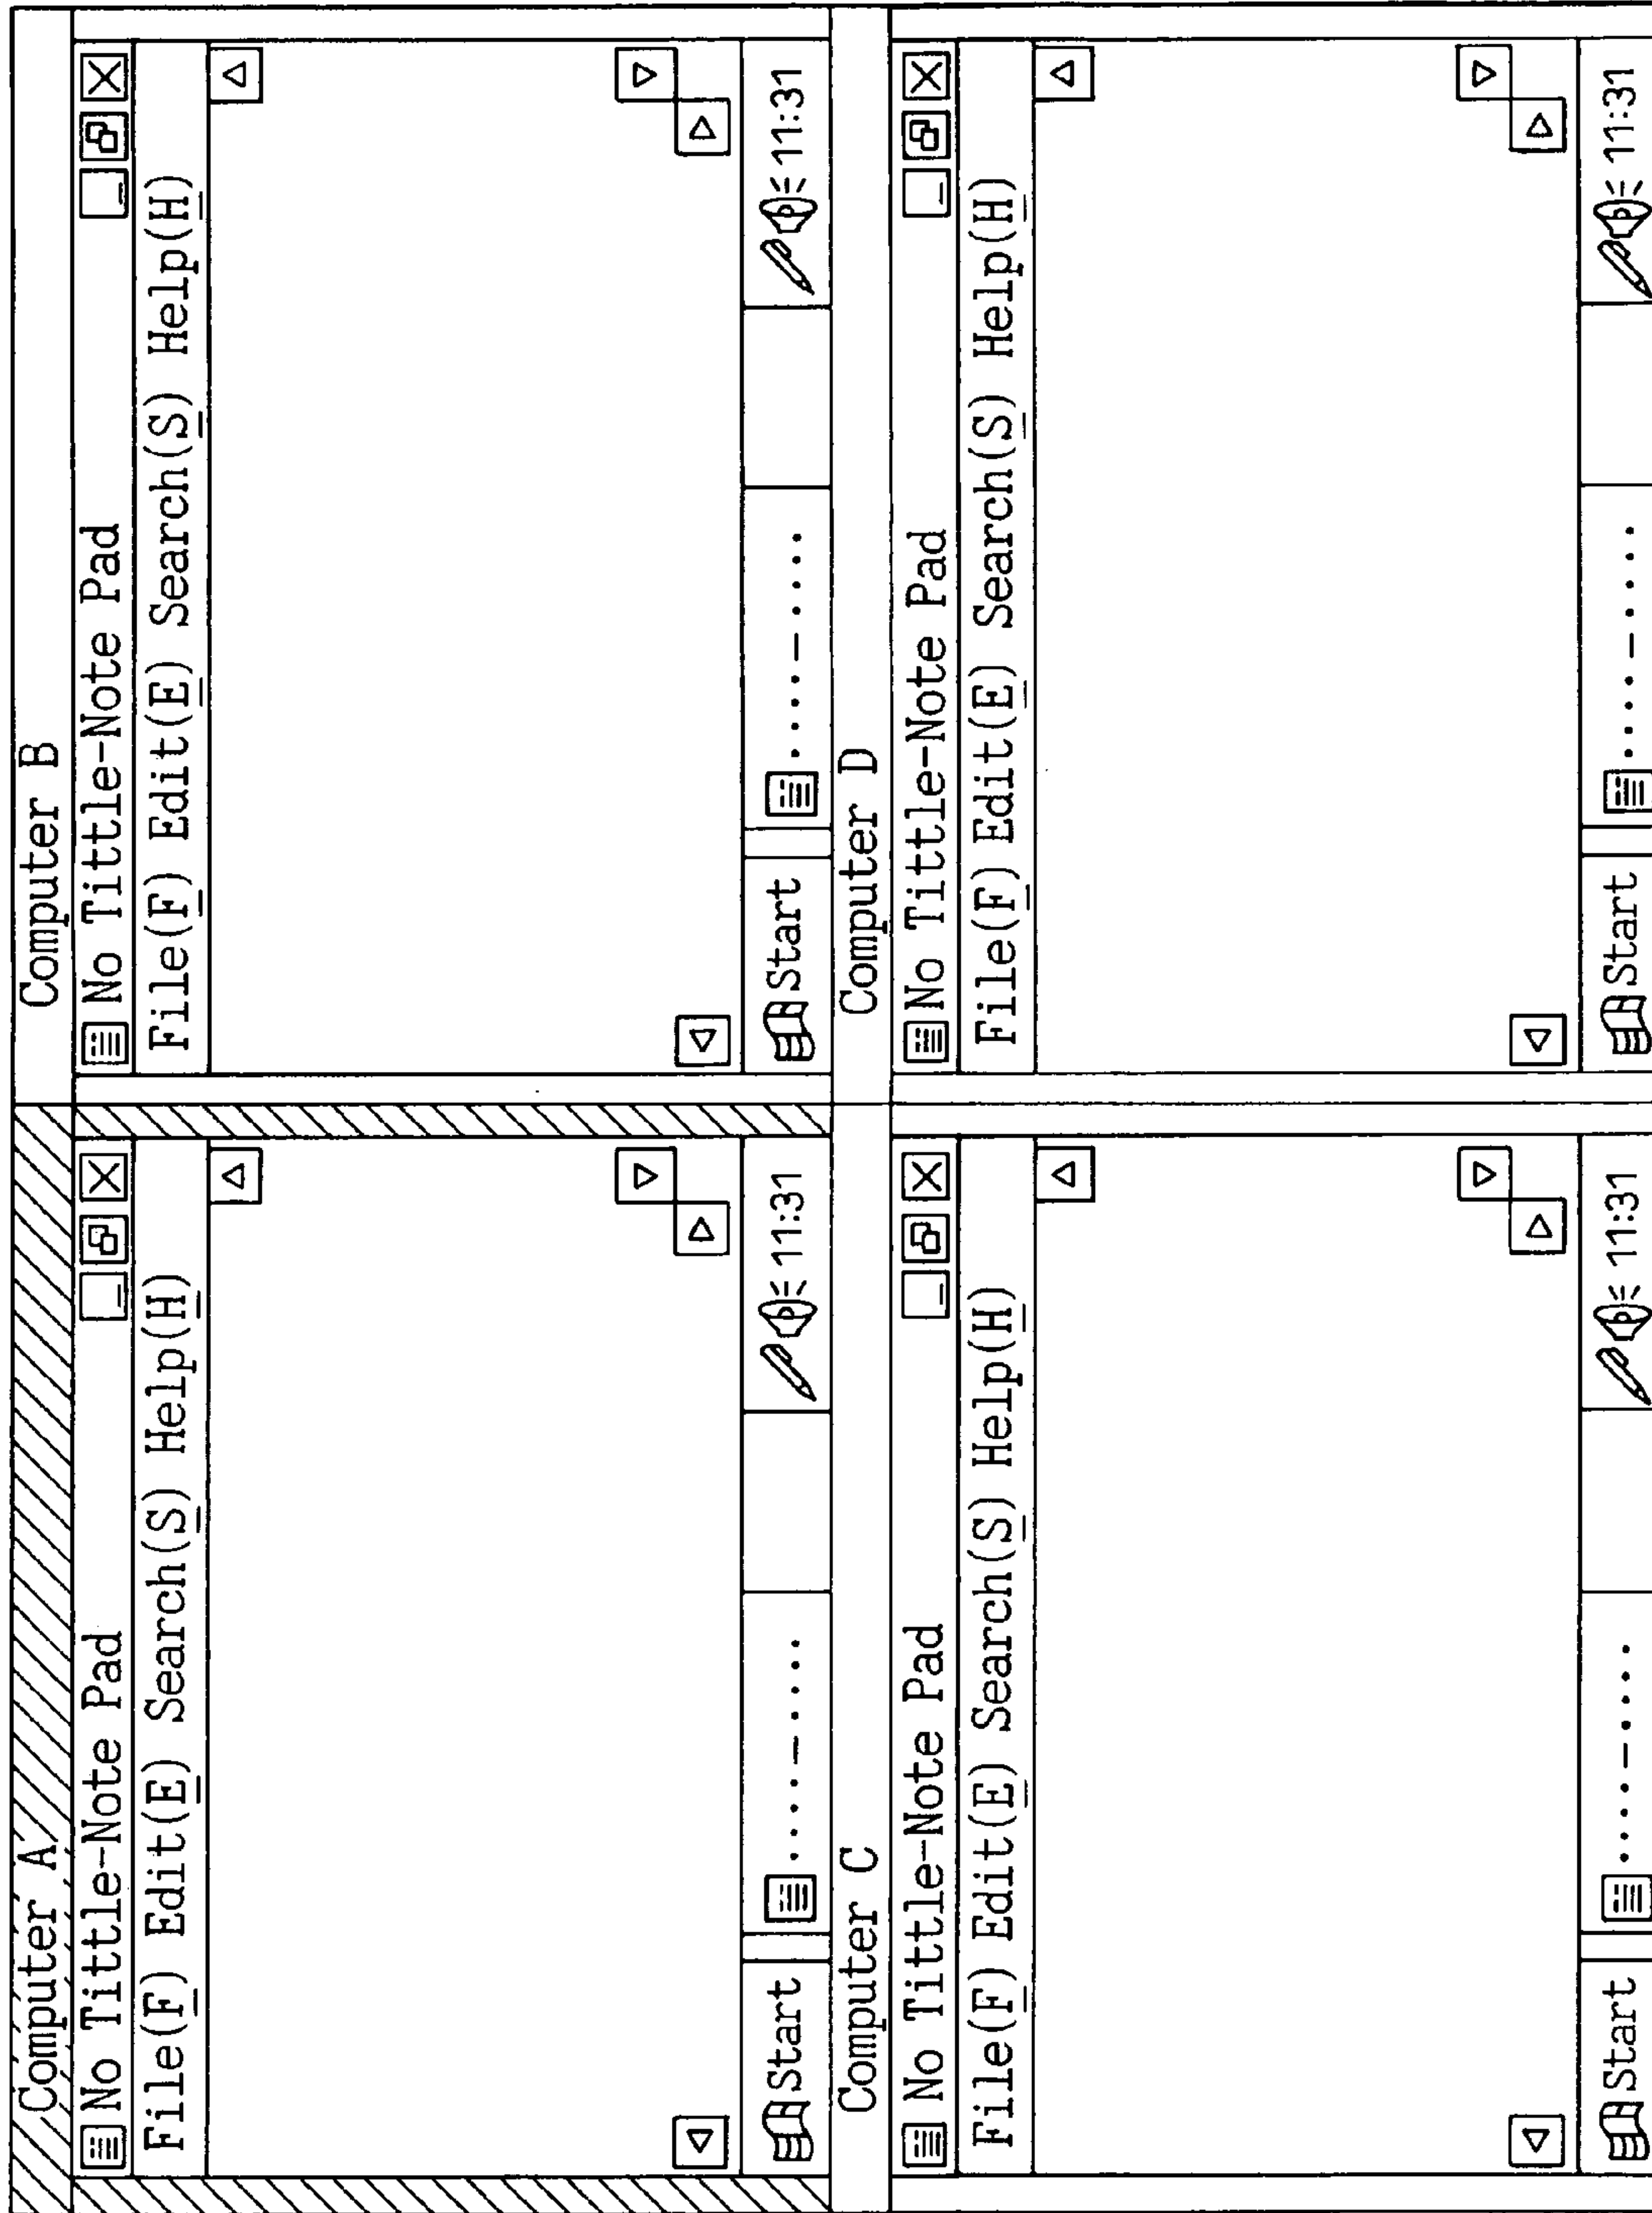 Computer A
No Tittle-Note Pad
File(F) Edit(E) Search(S) Help(H)
Start
11:31
Computer B
No Tittle-Note Pad
File(F) Edit(E) Search(S) Help(H)
Start
11:31
Computer C
No Tittle-Note Pad
File(F) Edit(E) Search(S) Help(H)
Start
11:31
Computer D
No Tittle-Note Pad
File(F) Edit(E) Search(S) Help(H)
Start
11:31